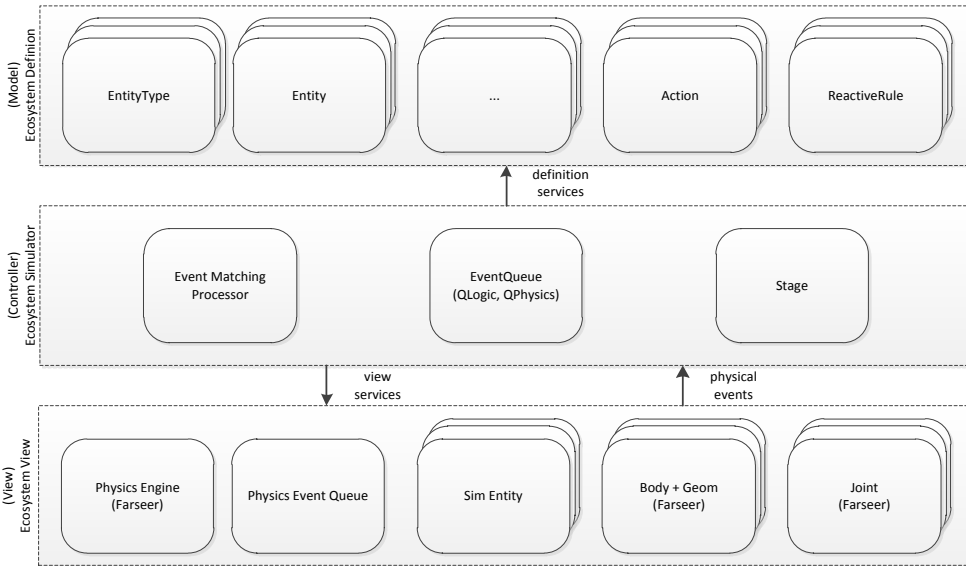 (Model)
Ecosystem Definion
EntityType
Entity
...
Action
ReactiveRule
definition
services
(Controller)
Ecosystem Simulator
Event Matching
Processor
EventQueue
(QLogic, QPhysics)
Stage
view
services
physical
events
(View)
Ecosystem View
Physics Engine
(Farseer)
Physics Event Queue
Sim Entity
Body + Geom
(Farseer)
Joint
(Farseer)